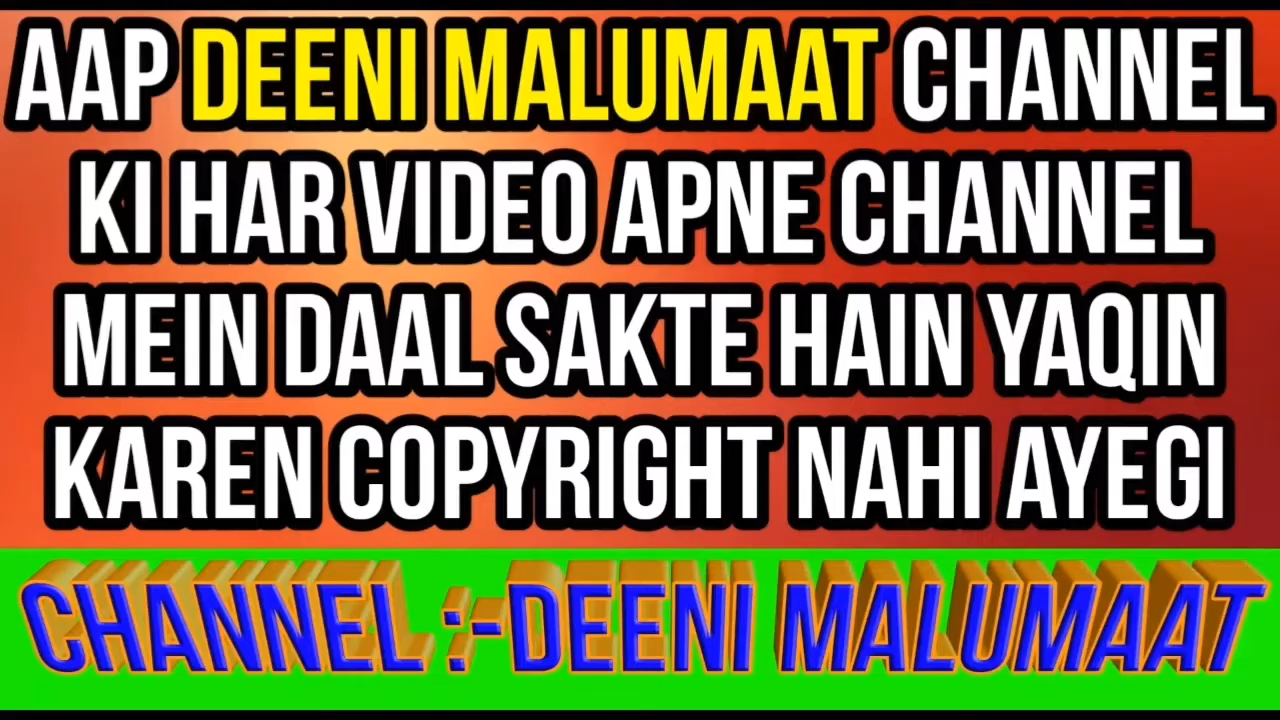 AAP DEENI MALUMAAT CHANNEL
KI HAR VIDEO APNE CHANNEL
MEIN DAAL SAKTE HAIN YAQIN
KAREN COPYRIGHT NAHI AYEGI
CHANNEL :-DEENI MALUMAAT